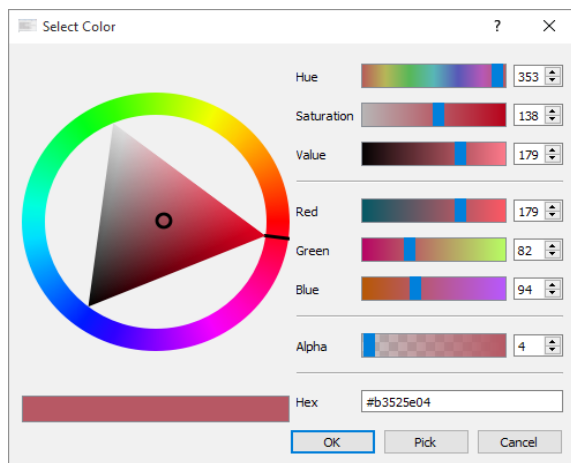 Select Color ?
Hue 353
Saturation 138
Value 179
Red 179
Green 82
Blue 94
Alpha 4
Hex #b3525e04
OK Pick Cancel